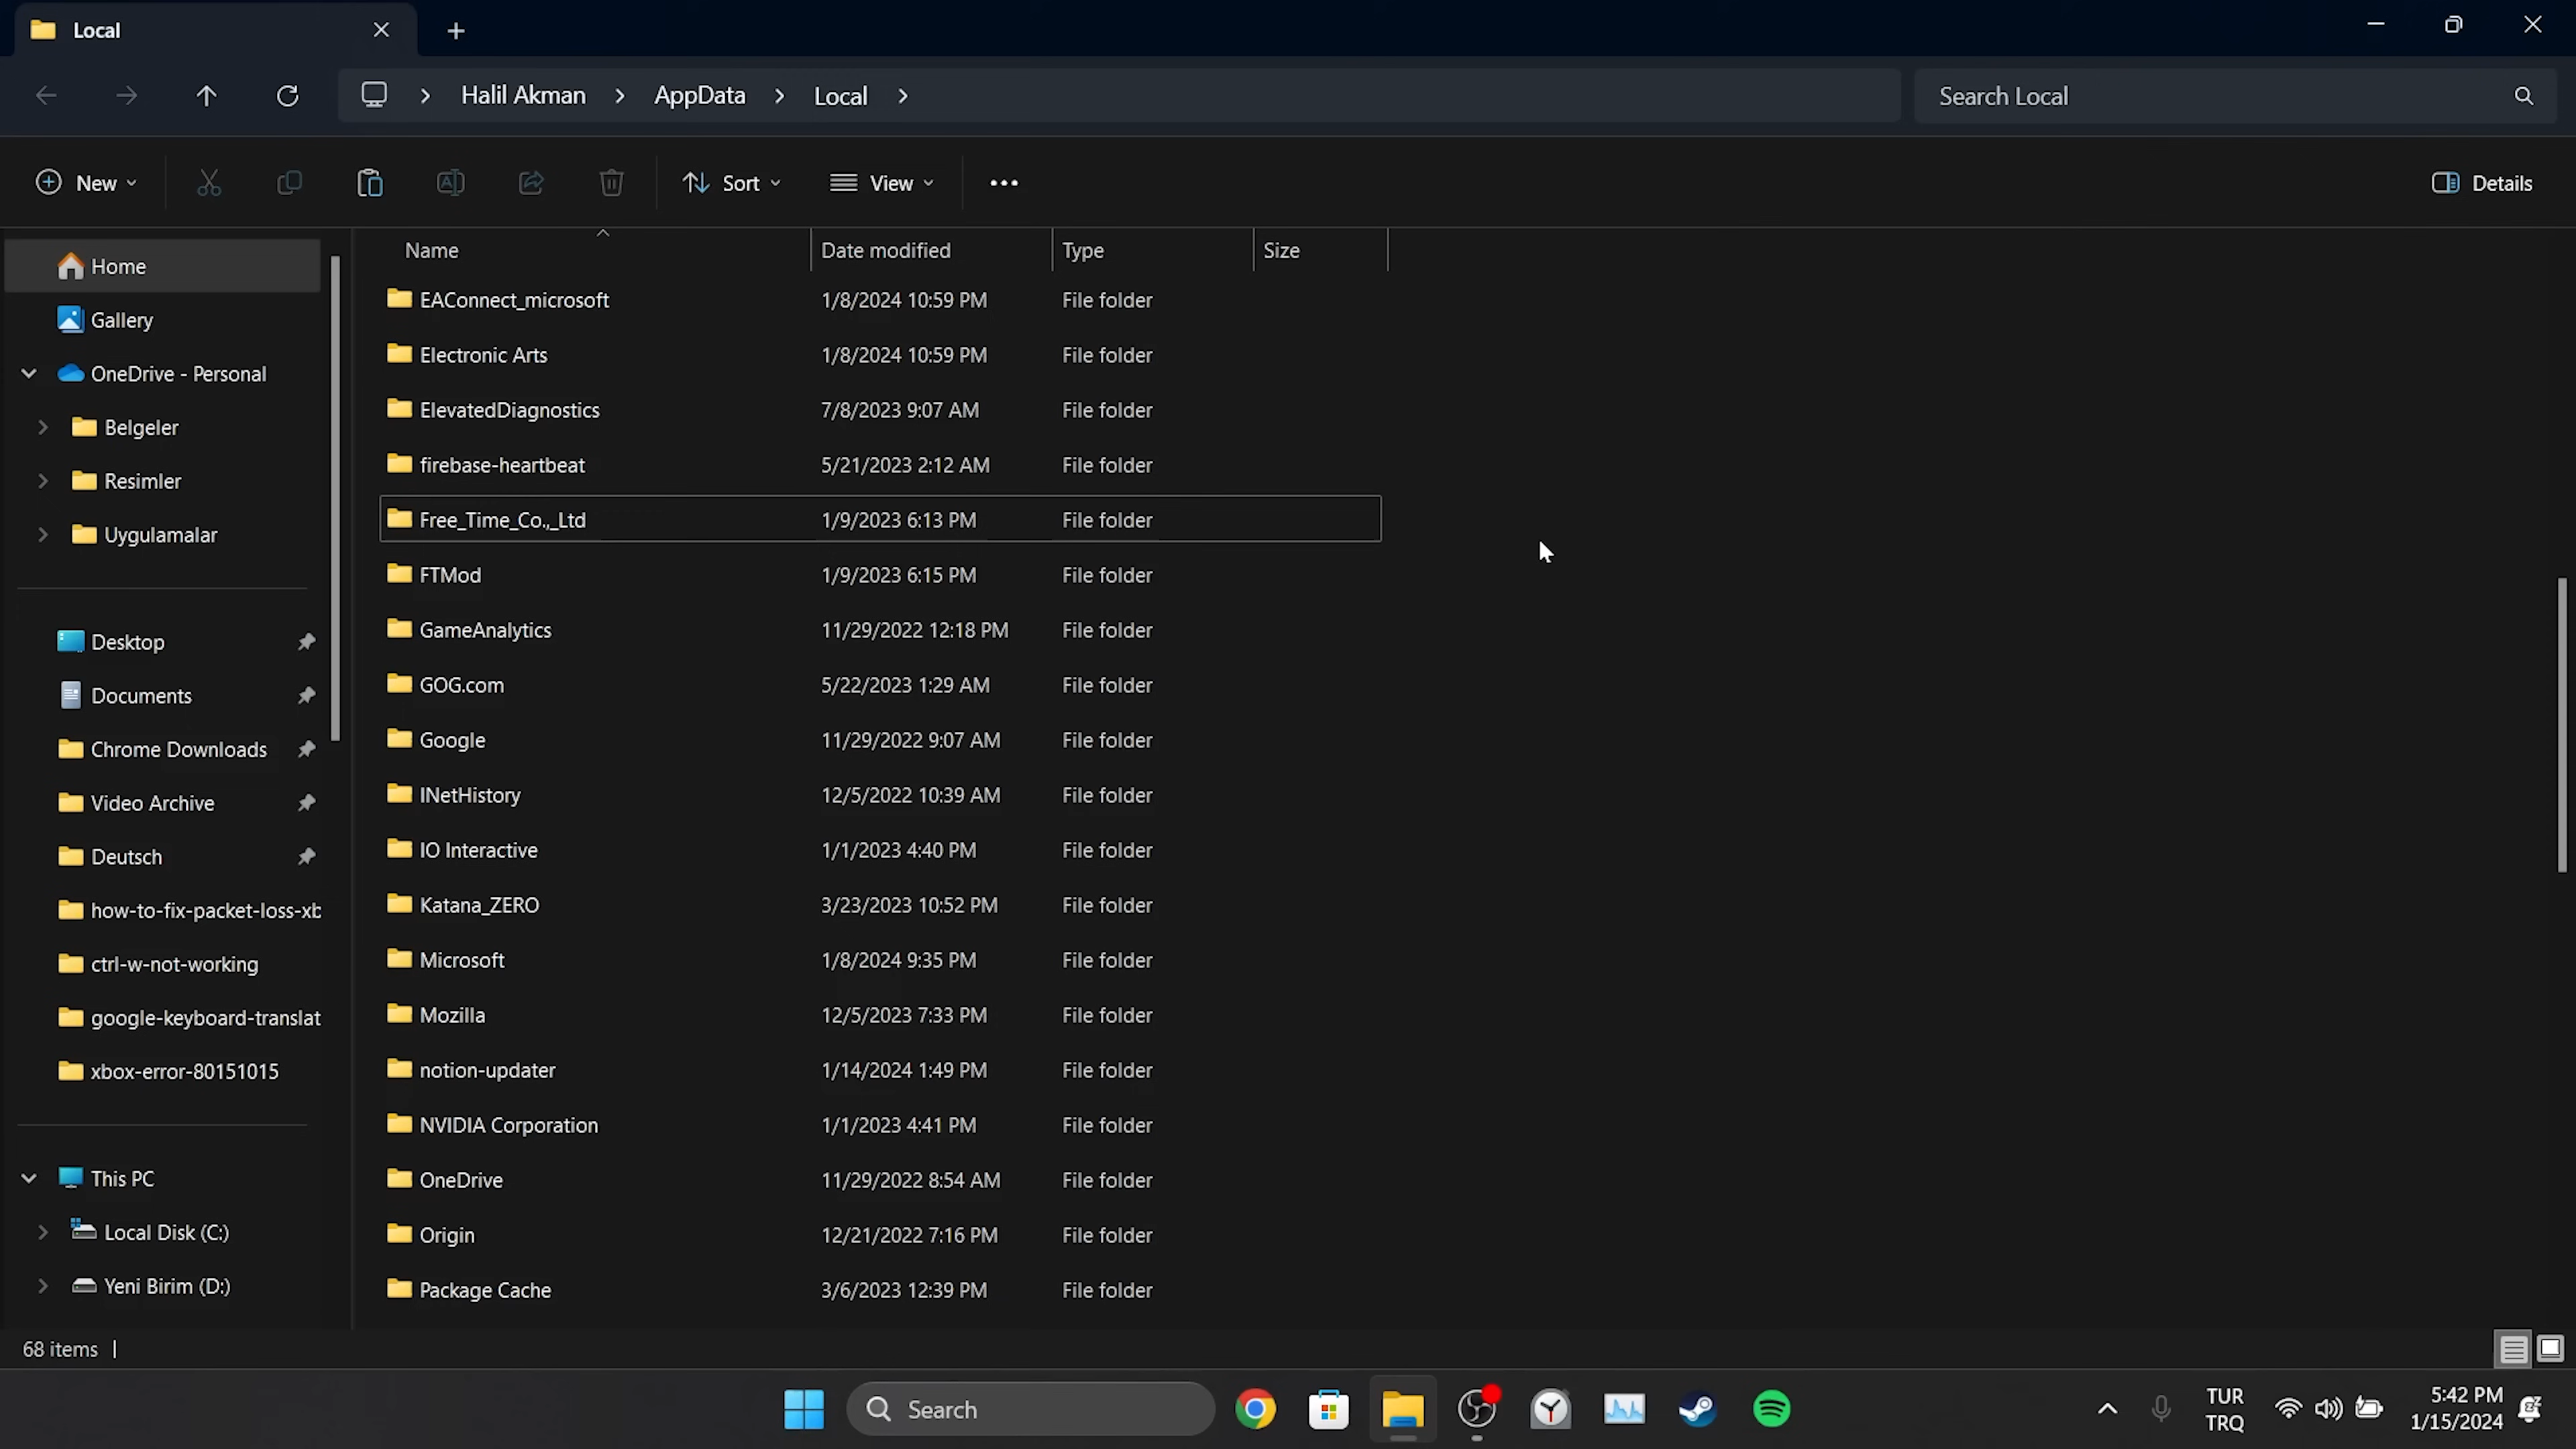 Local
Halil Akman
AppData
Local
Search Local
New
Sort
View
Details
Home
Gallery
OneDrive - Personal
Belgeler
Resimler
Uygulamalar
Desktop
Documents
Chrome Downloads
Video Archive
Deutsch
how-to-fix-packet-loss-xb
ctrl-w-not-working
google-keyboard-translat
xbox-error-80151015
This PC
Local Disk (C:)
Yeni Birim (D:)
Name Date modified Type Size
EAConnect_microsoft 1/8/2024 10:59 PM File folder
Electronic Arts 1/8/2024 10:59 PM File folder
ElevatedDiagnostics 7/8/2023 9:07 AM File folder
firebase-heartbeat 5/21/2023 2:12 AM File folder
Free_Time_Co.,_Ltd 1/9/2023 6:13 PM File folder
FTMod 1/9/2023 6:15 PM File folder
GameAnalytics 11/29/2022 12:18 PM File folder
GOG.com 5/22/2023 1:29 AM File folder
Google 11/29/2022 9:07 AM File folder
INetHistory 12/5/2022 10:39 AM File folder
IO Interactive 1/1/2023 4:40 PM File folder
Katana_ZERO 3/23/2023 10:52 PM File folder
Microsoft 1/8/2024 9:35 PM File folder
Mozilla 12/5/2023 7:33 PM File folder
notion-updater 1/14/2024 1:49 PM File folder
NVIDIA Corporation 1/1/2023 4:41 PM File folder
OneDrive 11/29/2022 8:54 AM File folder
Origin 12/21/2022 7:16 PM File folder
Package Cache 3/6/2023 12:39 PM File folder
68 items
Search
TUR
TRQ
5:42 PM
1/15/2024